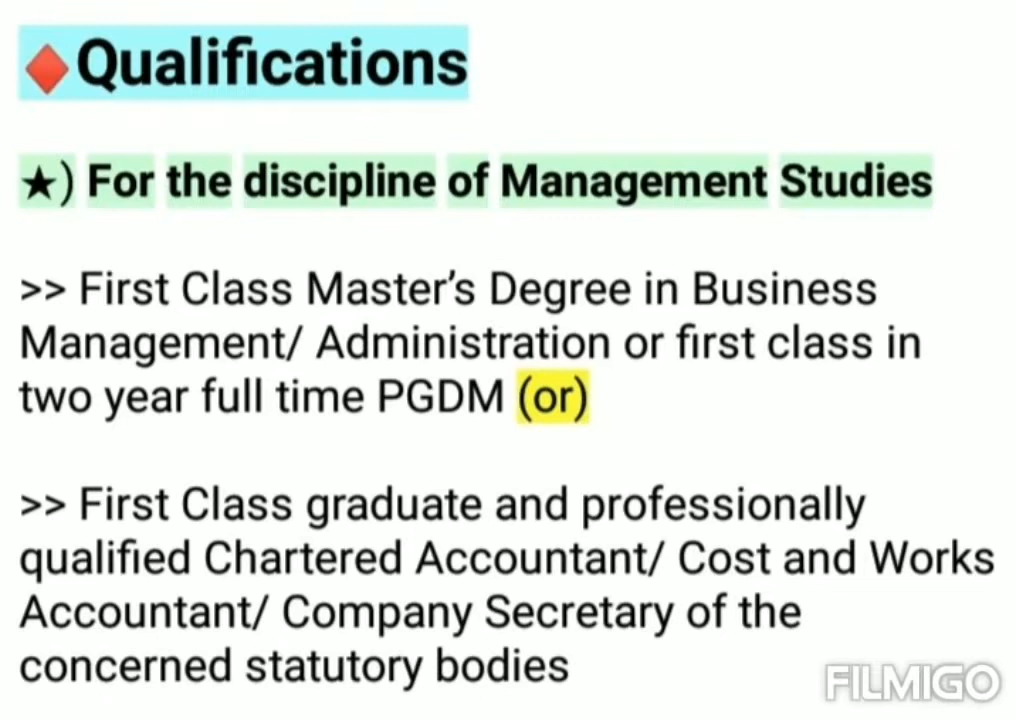 ♦Qualifications
★) For the discipline of Management Studies
>> First Class Master’s Degree in Business
Management/ Administration or first class in
two year full time PGDM (or)
>> First Class graduate and professionally
qualified Chartered Accountant/ Cost and Works
Accountant/ Company Secretary of the
concerned statutory bodies
FILMIGO